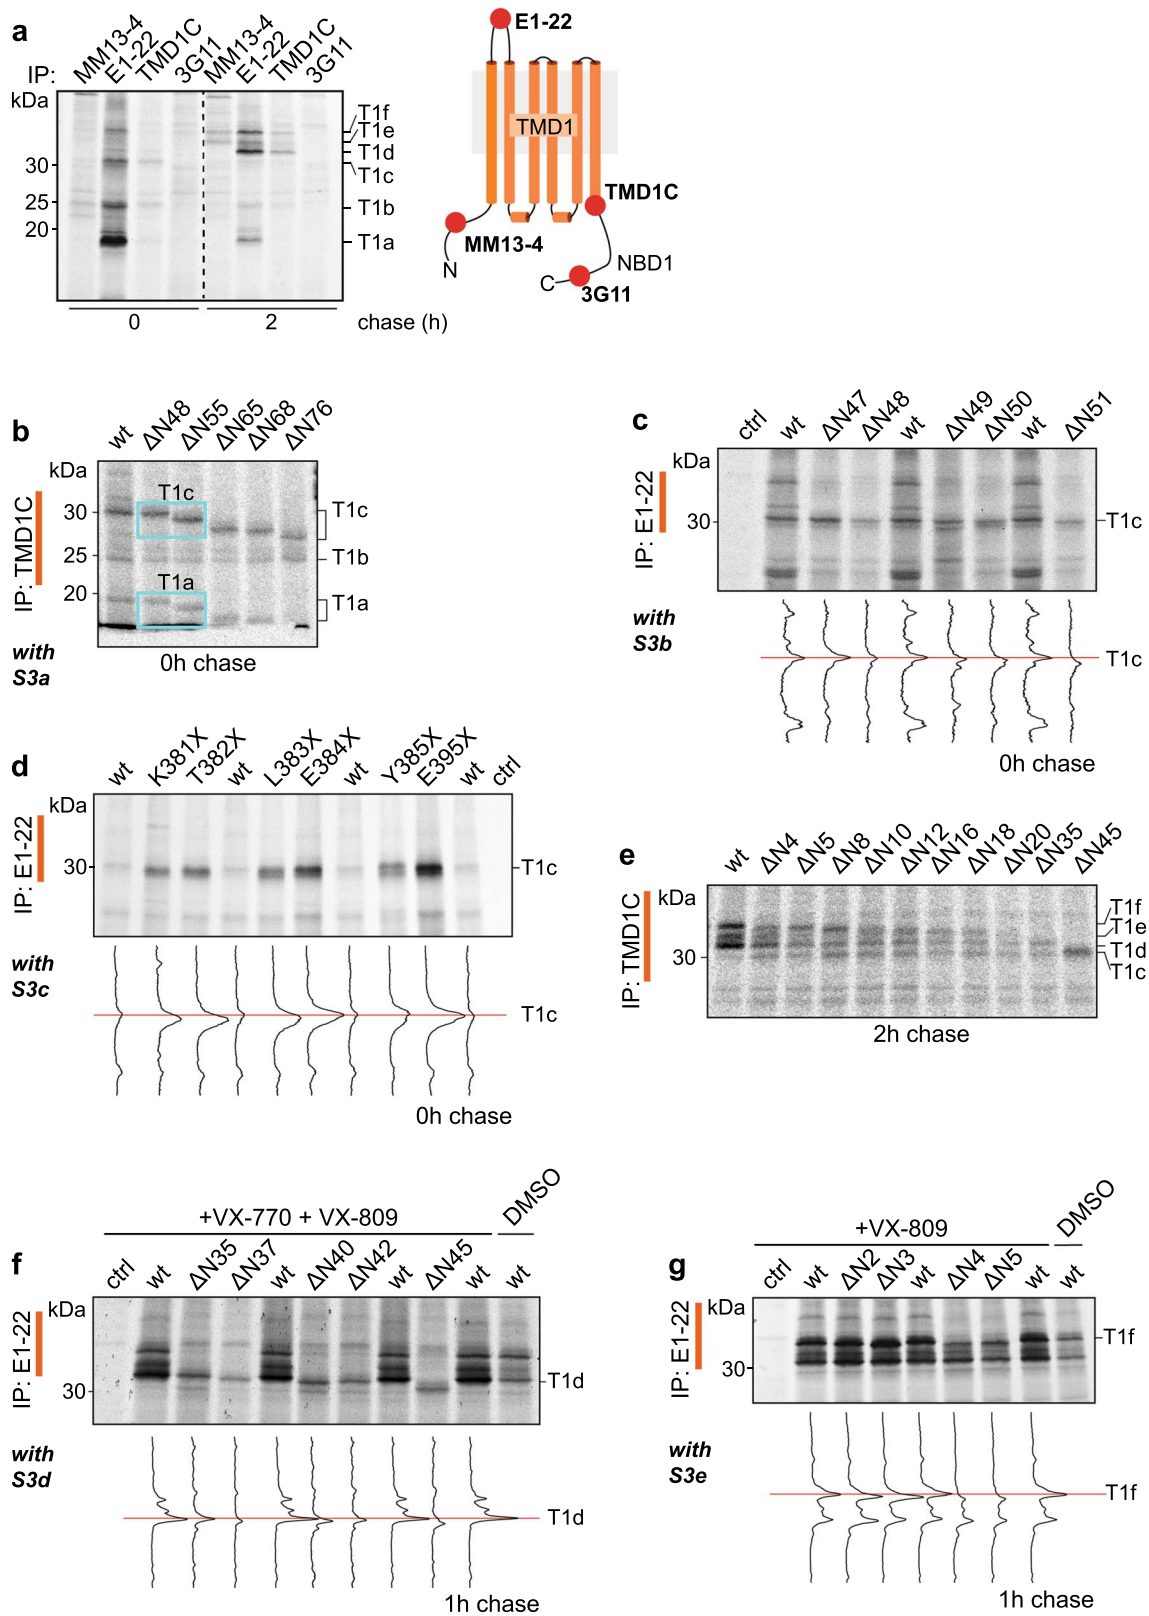 a
IP: MM13-4 E1-22 TMD1C 3G11 MM13-4 E1-22 TMD1C 3G11
kDa
30
25
20
T1f
T1e
T1d
T1c
T1b
T1a
0 2 chase (h)
E1-22
TMD1
TMD1C
MM13-4
N
NBD1
C
3G11
b
wt ΔN48 ΔN55 ΔN65 ΔN68 ΔN76
kDa
30
25
20
IP: TMD1C
T1c
T1a
T1c
T1b
T1a
with
S3a
0h chase
c
ctrl wt ΔN47 ΔN48 wt ΔN49 ΔN50 wt ΔN51
kDa
IP: E1-22
30
T1c
with
S3b
T1c
0h chase
d
wt K381X T382X wt L383X E384X wt Y385X E395X wt ctrl
kDa
IP: E1-22
30
T1c
with
S3c
T1c
0h chase
e
wt ΔN4 ΔN5 ΔN8 ΔN10 ΔN12 ΔN16 ΔN18 ΔN20 ΔN35 ΔN45
kDa
IP: TMD1C
30
T1f
T1e
T1d
T1c
2h chase
f
+VX-770 + VX-809 DMSO
ctrl wt ΔN35 ΔN37 wt ΔN40 ΔN42 wt ΔN45 wt wt
kDa
IP: E1-22
30
T1d
with
S3d
T1d
1h chase
g
+VX-809 DMSO
ctrl wt ΔN2 ΔN3 wt ΔN4 ΔN5 wt wt
kDa
IP: E1-22
30
T1f
with
S3e
T1f
1h chase